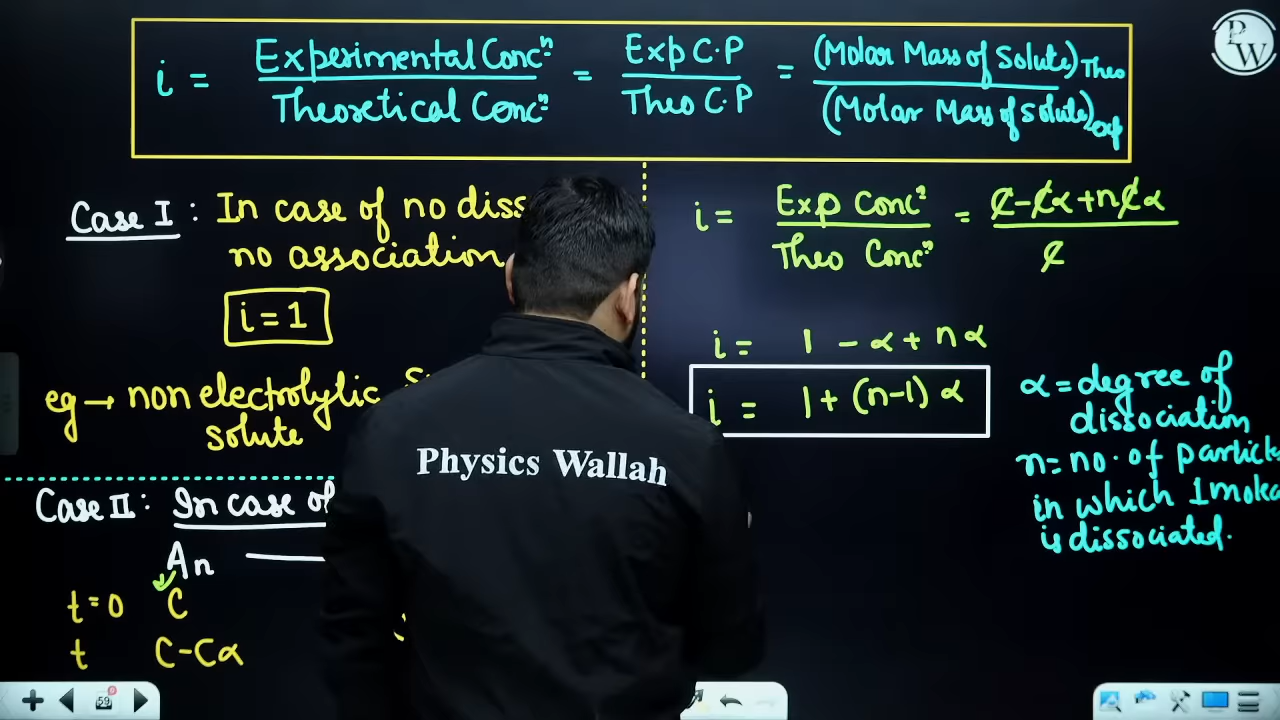 i = Experimental Concⁿ / Theoretical Concⁿ = Exp C.P / Theo C.P = (Molar Mass of Solute)Theo / (Molar Mass of Solute)exp
PW
Case I : In case of no diss
no association
i = 1
eg → non electrolytic
solute
Case II : In case of
An
t=0 C
t C-Cα
i = Exp Concⁿ / Theo Concⁿ = C-Cα+nCα / C
i = 1 - α + nα
i = 1 + (n-1) α
α = degree of
dissociation
n = no. of particle
in which 1 mole
is dissociated.
Physics Wallah
59